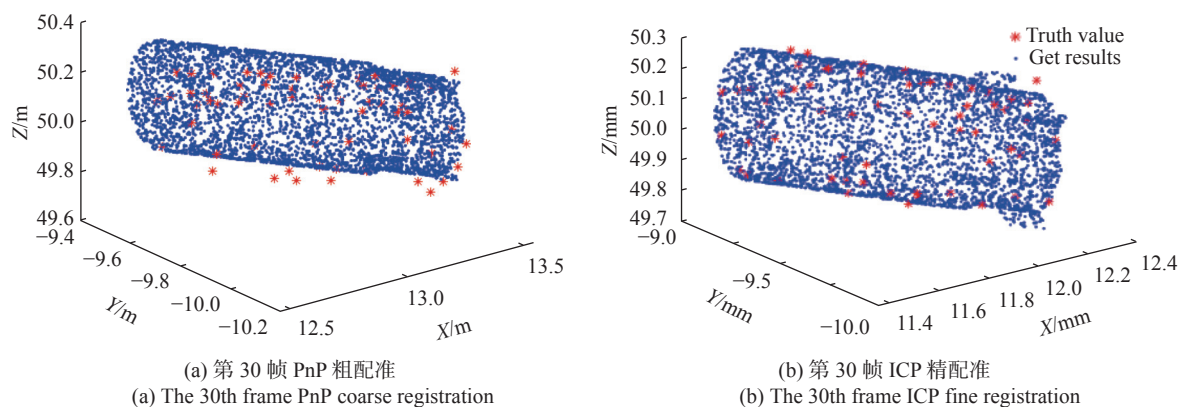 50.4
50.2
50.0
49.8
49.6
Z/m
−9.4
−9.6
−9.8
−10.0
−10.2
Y/m
12.5
13.0
13.5
X/m
(a) 第 30 帧 PnP 粗配准
(a) The 30th frame PnP coarse registration
Truth value
Get results
50.3
50.2
50.1
50.0
49.9
49.8
49.7
Z/mm
−9.0
−9.5
−10.0
Y/mm
11.4
11.6
11.8
12.0
12.2
12.4
X/mm
(b) 第 30 帧 ICP 精配准
(b) The 30th frame ICP fine registration